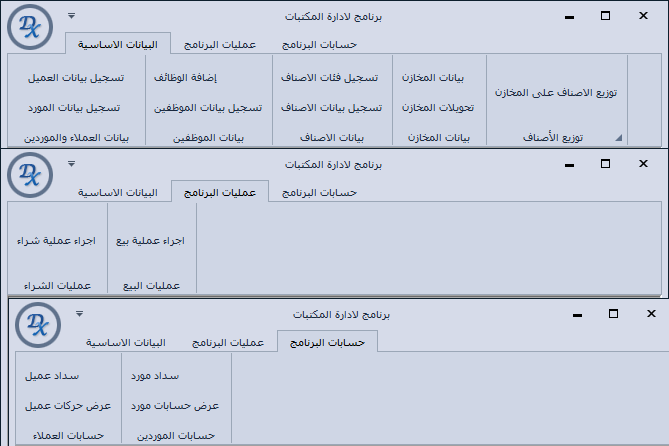 DX
برنامج لادارة المكتبات
البيانات الاساسية
عمليات البرنامج
حسابات البرنامج
تسجيل بيانات العميل
تسجيل بيانات المورد
بيانات العملاء والموردين
إضافة الوظائف
تسجيل بيانات الموظفين
بيانات الموظفين
تسجيل فئات الاصناف
تسجيل بيانات الاصناف
بيانات الاصناف
بيانات المخازن
تحويلات المخازن
بيانات المخازن
توزيع الاصناف على المخازن
توزيع الأصناف
DX
برنامج لادارة المكتبات
البيانات الاساسية
عمليات البرنامج
حسابات البرنامج
اجراء عملية شراء
عمليات الشراء
اجراء عملية بيع
عمليات البيع
DX
برنامج لادارة المكتبات
البيانات الاساسية
عمليات البرنامج
حسابات البرنامج
سداد عميل
عرض حركات عميل
حسابات العملاء
سداد مورد
عرض حسابات مورد
حسابات الموردين